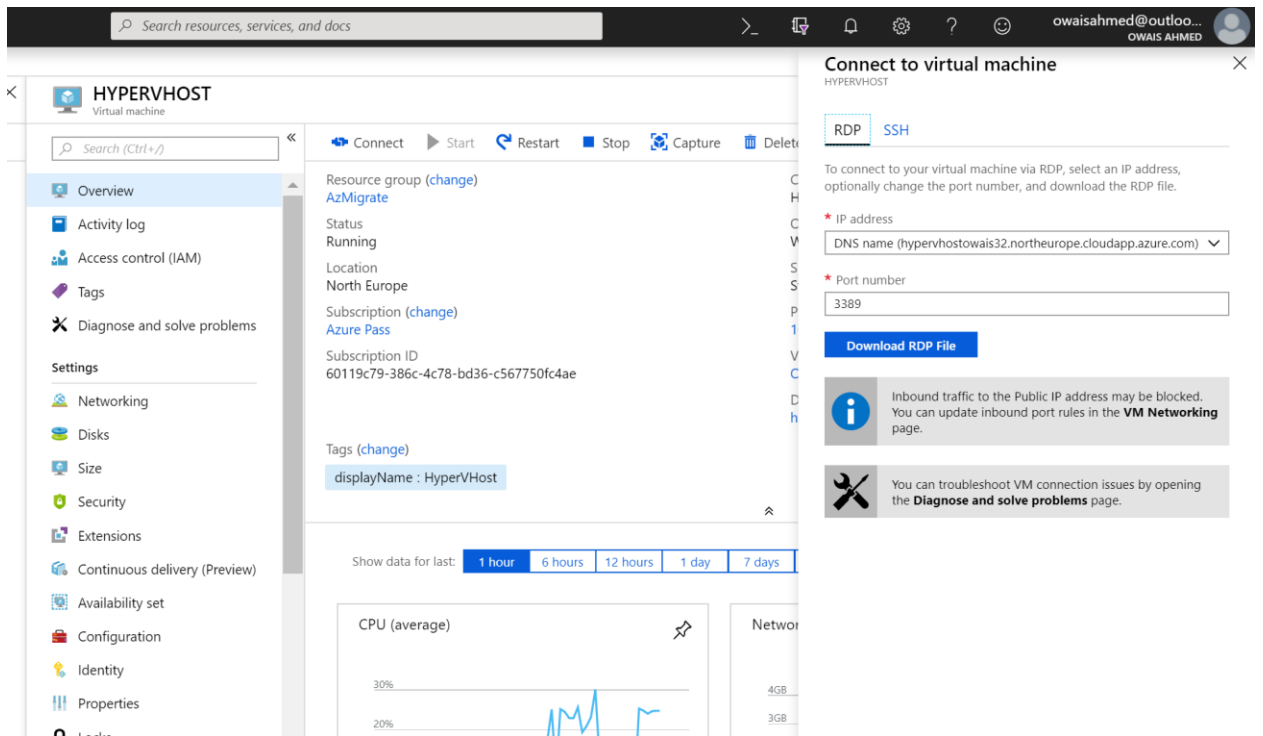 Search resources, services, and docs
owaisahmed@outloo...
OWAIS AHMED
HYPERVHOST
Virtual machine
Search (Ctrl+/)
Overview
Activity log
Access control (IAM)
Tags
Diagnose and solve problems
Settings
Networking
Disks
Size
Security
Extensions
Continuous delivery (Preview)
Availability set
Configuration
Identity
Properties
Connect
Start
Restart
Stop
Capture
Resource group (change)
AzMigrate
Status
Running
Location
North Europe
Subscription (change)
Azure Pass
Subscription ID
60119c79-386c-4c78-bd36-c567750fc4ae
Tags (change)
displayName : HyperVHost
Show data for last:
1 hour
6 hours
12 hours
1 day
7 days
CPU (average)
30%
20%
4GB
3GB
Connect to virtual machine
HYPERVHOST
RDP
SSH
To connect to your virtual machine via RDP, select an IP address,
optionally change the port number, and download the RDP file.
* IP address
DNS name (hypervhostowais32.northeurope.cloudapp.azure.com)
* Port number
3389
Download RDP File
Inbound traffic to the Public IP address may be blocked.
You can update inbound port rules in the VM Networking
page.
You can troubleshoot VM connection issues by opening
the Diagnose and solve problems page.